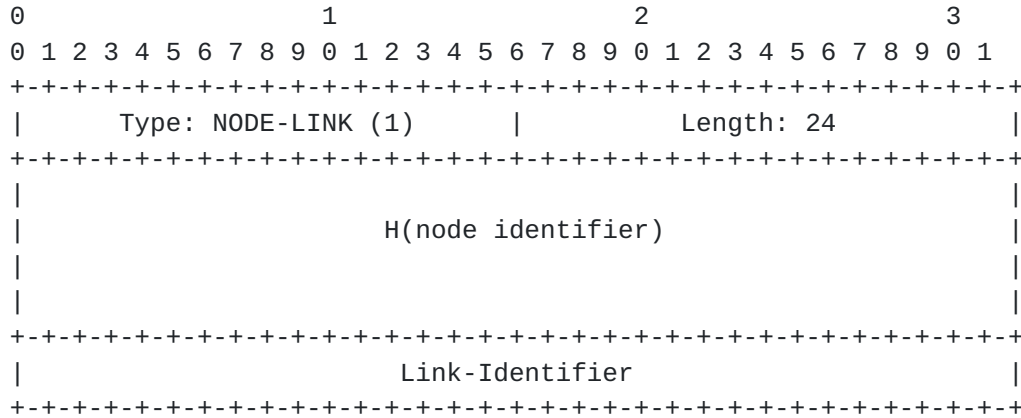 0                   1                   2                   3
0 1 2 3 4 5 6 7 8 9 0 1 2 3 4 5 6 7 8 9 0 1 2 3 4 5 6 7 8 9 0 1
+-+-+-+-+-+-+-+-+-+-+-+-+-+-+-+-+-+-+-+-+-+-+-+-+-+-+-+-+-+-+-+-+
|      Type: NODE-LINK (1)      |          Length: 24           |
+-+-+-+-+-+-+-+-+-+-+-+-+-+-+-+-+-+-+-+-+-+-+-+-+-+-+-+-+-+-+-+-+
|                                                               |
|                       H(node identifier)                      |
|                                                               |
|                                                               |
+-+-+-+-+-+-+-+-+-+-+-+-+-+-+-+-+-+-+-+-+-+-+-+-+-+-+-+-+-+-+-+-+
|                        Link-Identifier                        |
+-+-+-+-+-+-+-+-+-+-+-+-+-+-+-+-+-+-+-+-+-+-+-+-+-+-+-+-+-+-+-+-+